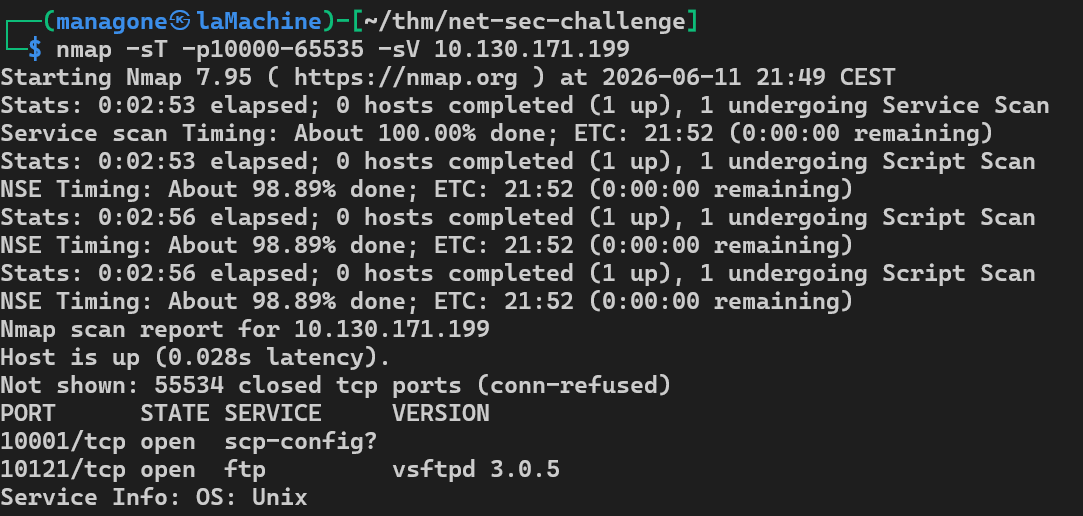 ┌──(managone㉿laMachine)-[~/thm/net-sec-challenge]
└─$ nmap -sT -p10000-65535 -sV 10.130.171.199
Starting Nmap 7.95 ( https://nmap.org ) at 2026-06-11 21:49 CEST
Stats: 0:02:53 elapsed; 0 hosts completed (1 up), 1 undergoing Service Scan
Service scan Timing: About 100.00% done; ETC: 21:52 (0:00:00 remaining)
Stats: 0:02:53 elapsed; 0 hosts completed (1 up), 1 undergoing Script Scan
NSE Timing: About 98.89% done; ETC: 21:52 (0:00:00 remaining)
Stats: 0:02:56 elapsed; 0 hosts completed (1 up), 1 undergoing Script Scan
NSE Timing: About 98.89% done; ETC: 21:52 (0:00:00 remaining)
Stats: 0:02:56 elapsed; 0 hosts completed (1 up), 1 undergoing Script Scan
NSE Timing: About 98.89% done; ETC: 21:52 (0:00:00 remaining)
Nmap scan report for 10.130.171.199
Host is up (0.028s latency).
Not shown: 55534 closed tcp ports (conn-refused)
PORT      STATE SERVICE     VERSION
10001/tcp open  scp-config?
10121/tcp open  ftp         vsftpd 3.0.5
Service Info: OS: Unix